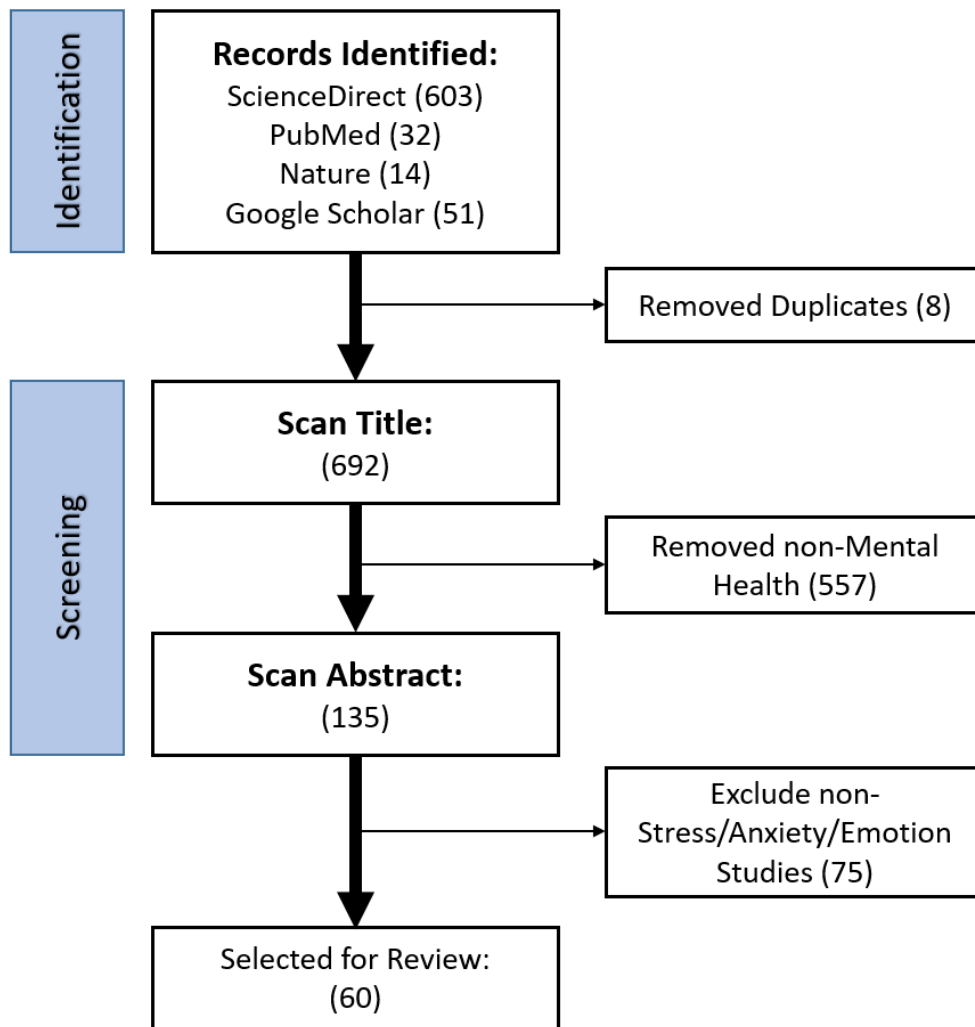 Identification
Records Identified:
ScienceDirect (603)
PubMed (32)
Nature (14)
Google Scholar (51)
Removed Duplicates (8)
Screening
Scan Title:
(692)
Removed non-Mental
Health (557)
Scan Abstract:
(135)
Exclude non-
Stress/Anxiety/Emotion
Studies (75)
Selected for Review:
(60)